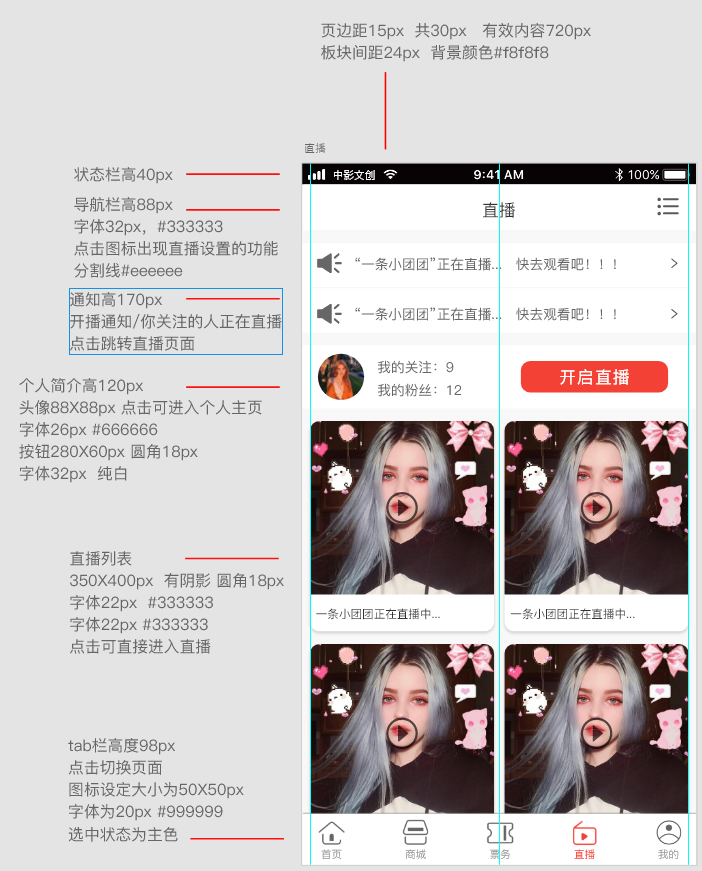 页边距15px 共30px 有效内容720px
板块间距24px 背景颜色#f8f8f8
直播
状态栏高40px
导航栏高88px
字体32px，#333333
点击图标出现直播设置的功能
分割线#eeeeee
通知高170px
开播通知/你关注的人正在直播
点击跳转直播页面
个人简介高120px
头像88X88px 点击可进入个人主页
字体26px #666666
按钮280X60px 圆角18px
字体32px 纯白
直播列表
350X400px 有阴影 圆角18px
字体22px #333333
字体22px #333333
点击可直接进入直播
tab栏高度98px
点击切换页面
图标设定大小为50X50px
字体为20px #999999
选中状态为主色
中影文创 9:41 AM 100%
直播
“一条小团团”正在直播... 快去观看吧！！！
“一条小团团”正在直播... 快去观看吧！！！
我的关注：9
我的粉丝：12
开启直播
一条小团团正在直播中...
一条小团团正在直播中...
首页 商城 票务 直播 我的